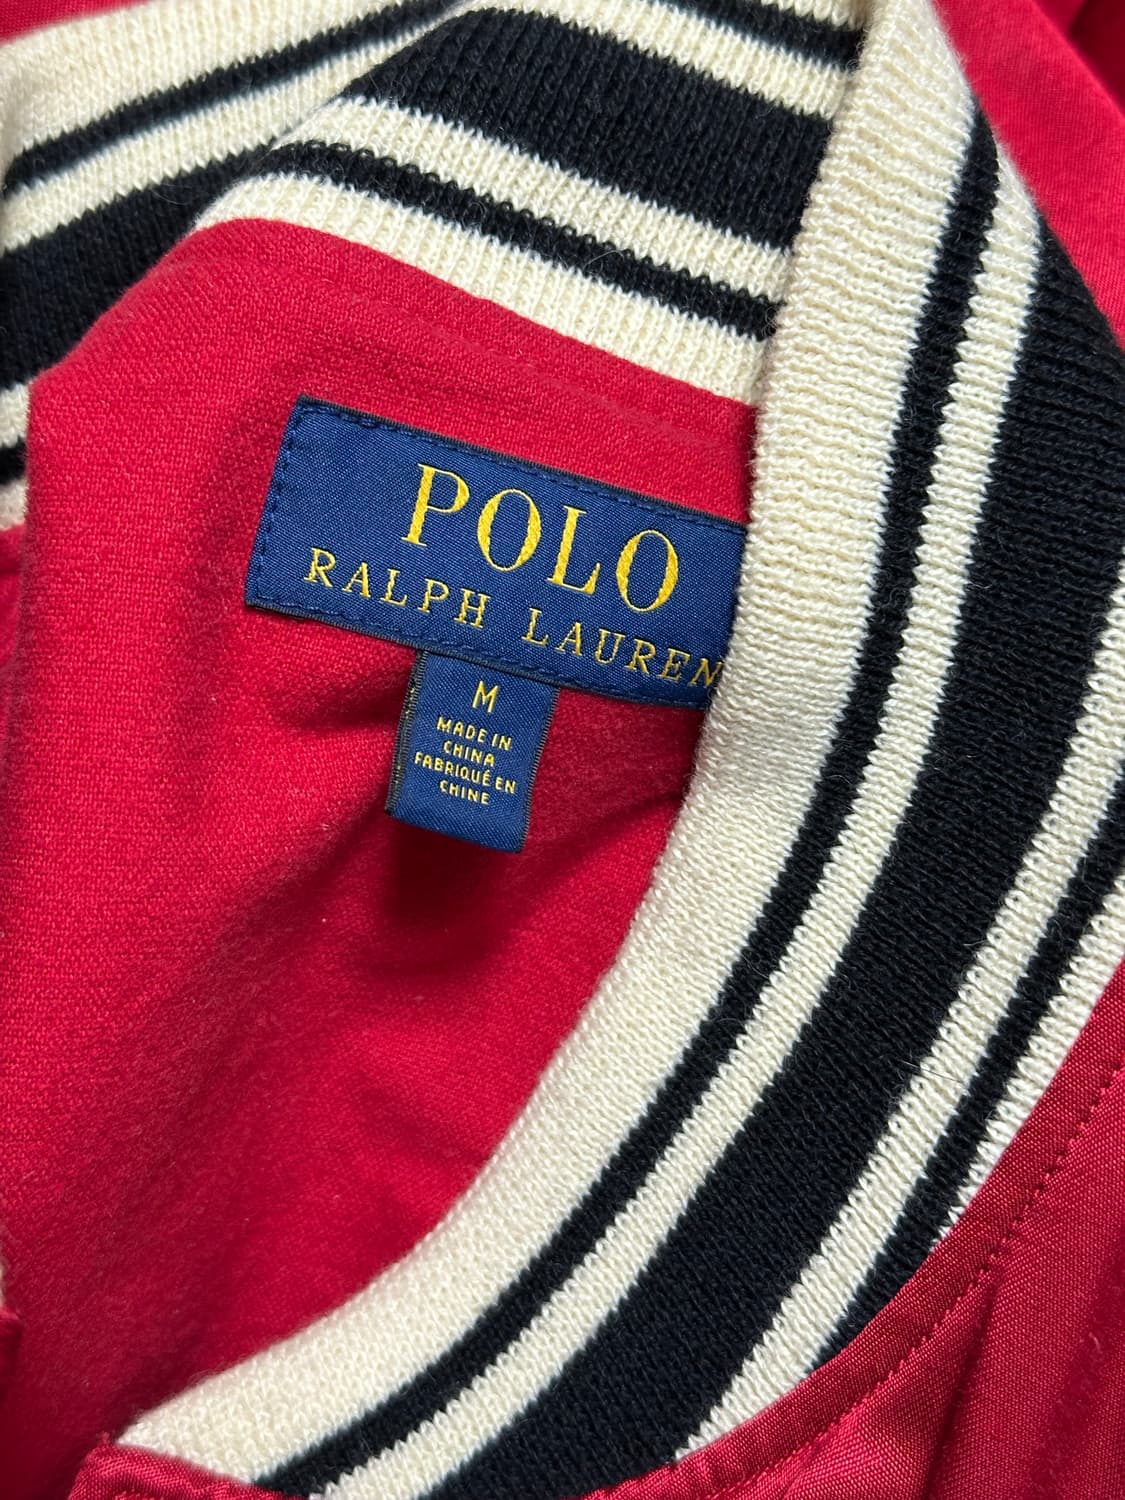 POLO
RALPH LAUREN
M
MADE IN
CHINA
FABRIQUÉ EN
CHINE